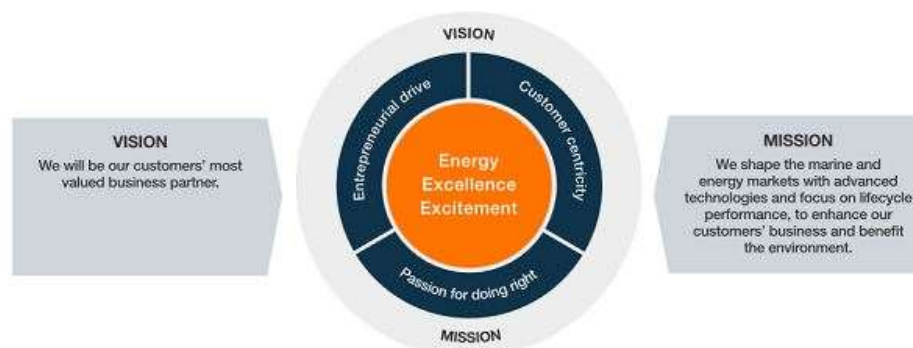 VISION
We will be our customers' most
valued business partner.
VISION
Entrepreneurial drive
Customer centricity
Energy
Excellence
Excitement
Passion for doing right
MISSION
MISSION
We shape the marine and
energy markets with advanced
technologies and focus on lifecycle
performance, to enhance our
customers' business and benefit
the environment.